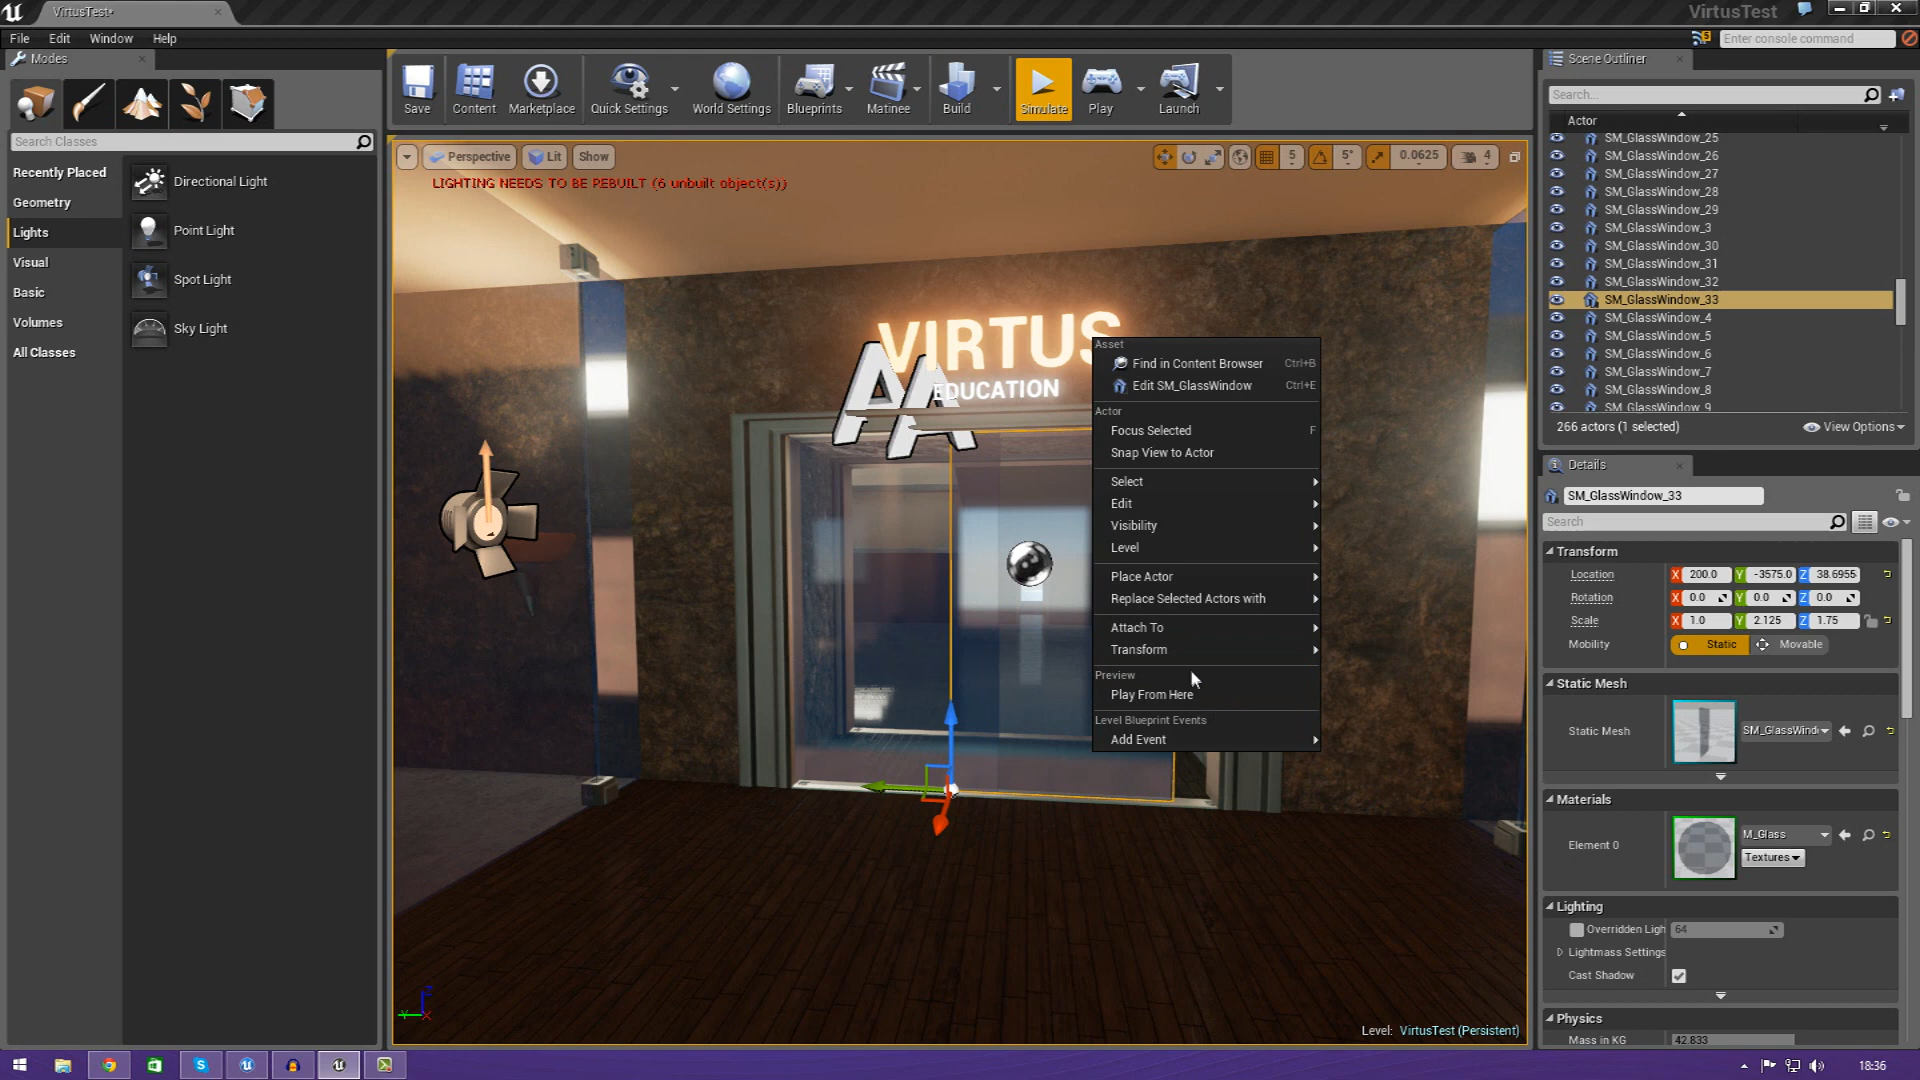 VirtusTest*
VirtusTest
File Edit Window Help
Enter console command
Modes
Search Classes
Recently Placed
Geometry
Lights
Visual
Basic
Volumes
All Classes
Directional Light
Point Light
Spot Light
Sky Light
Save
Content
Marketplace
Quick Settings
World Settings
Blueprints
Matinee
Build
Simulate
Play
Launch
Perspective
Lit
Show
5
5°
0.0625
4
LIGHTING NEEDS TO BE REBUILT (6 unbuilt object(s))
VIRTUS
EDUCATION
Asset
Find in Content Browser Ctrl+B
Edit SM_GlassWindow Ctrl+E
Actor
Focus Selected F
Snap View to Actor
Select
Edit
Visibility
Level
Place Actor
Replace Selected Actors with
Attach To
Transform
Preview
Play From Here
Level Blueprint Events
Add Event
Level: VirtusTest (Persistent)
Scene Outliner
Search...
Actor
SM_GlassWindow_25
SM_GlassWindow_26
SM_GlassWindow_27
SM_GlassWindow_28
SM_GlassWindow_29
SM_GlassWindow_3
SM_GlassWindow_30
SM_GlassWindow_31
SM_GlassWindow_32
SM_GlassWindow_33
SM_GlassWindow_4
SM_GlassWindow_5
SM_GlassWindow_6
SM_GlassWindow_7
SM_GlassWindow_8
SM_GlassWindow_9
266 actors (1 selected)
View Options
Details
SM_GlassWindow_33
Search
Transform
Location X 200.0 Y -3575.0 Z 38.6955
Rotation X 0.0 Y 0.0 Z 0.0
Scale X 1.0 Y 2.125 Z 1.75
Mobility Static Movable
Static Mesh
Static Mesh SM_GlassWind
Materials
Element 0 M_Glass
Textures
Lighting
Overridden Ligh 64
Lightmass Settings
Cast Shadow
Physics
Mass in KG 42.833
18:36